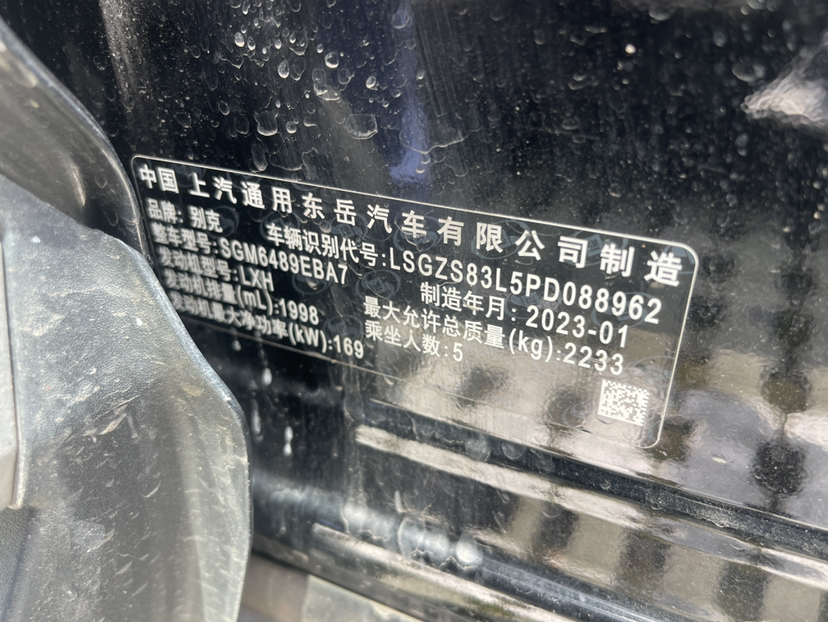 中国 上汽通用东岳汽车有限公司制造
品牌: 别克 车辆识别代号:LSGZS83L5PD088962
整车型号:SGM6489EBA7 制造年月: 2023-01
发动机型号:LXH 最大允许总质量(kg):2233
发动机排量(mL):1998 乘坐人数:5
发动机最大净功率(kW):169